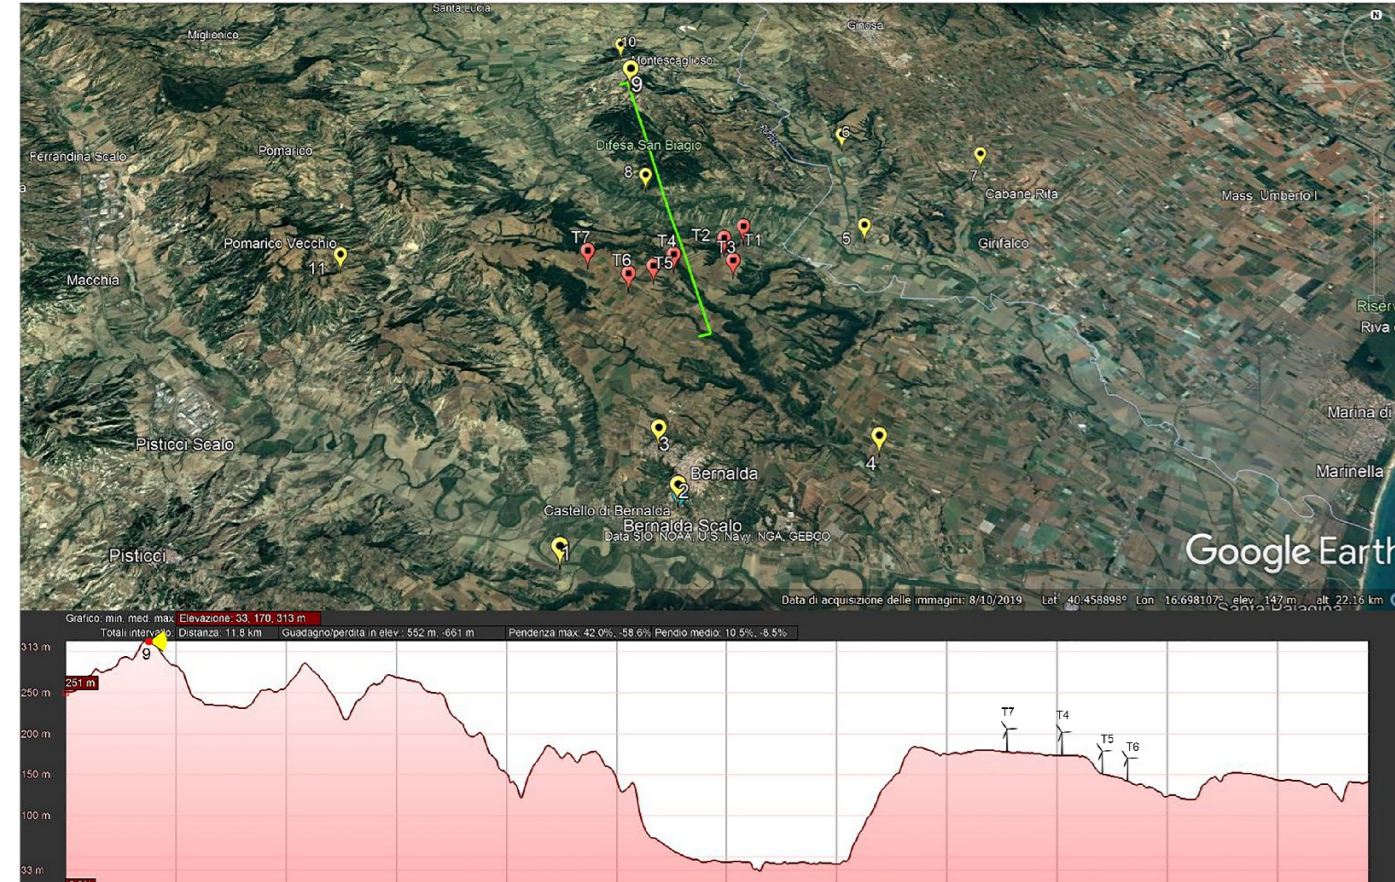 Santa Lucia
Miglionico
Ginosa
N
10
Montescaglioso
9
6
Difesa San Biagio
Ferrandina Scalo
Pomarico
7
8
Cabane Rita
Mass. Umberto I
T7
T4
T2
T1
T3
5
Girifalco
Pomarico Vecchio
11
T6
T5
Macchia
Riserv
Riva
Marina di
Pisticci Scalo
3
4
Bernalda
Marinella
2
Castello di Bernalda
Bernalda Scalo
Data SIO, NOAA, U.S. Navy, NGA, GEBCO
1
Pisticci
Google Earth
Data di acquisizione delle immagini: 8/10/2019 Lat 40.458898° Lon 16.698107° elev 147 m alt 22.16 km
Grafico: min. med. max Elevazione: 33, 170, 313 m
Totali intervallo: Distanza: 11.8 km Guadagno/perdita in elev.: 552 m, -661 m Pendenza max: 42.0%, -58.6% Pendio medio: 10.5%, -8.5%
313 m
9
251 m
250 m
T7
T4
200 m
T5
T6
150 m
100 m
33 m